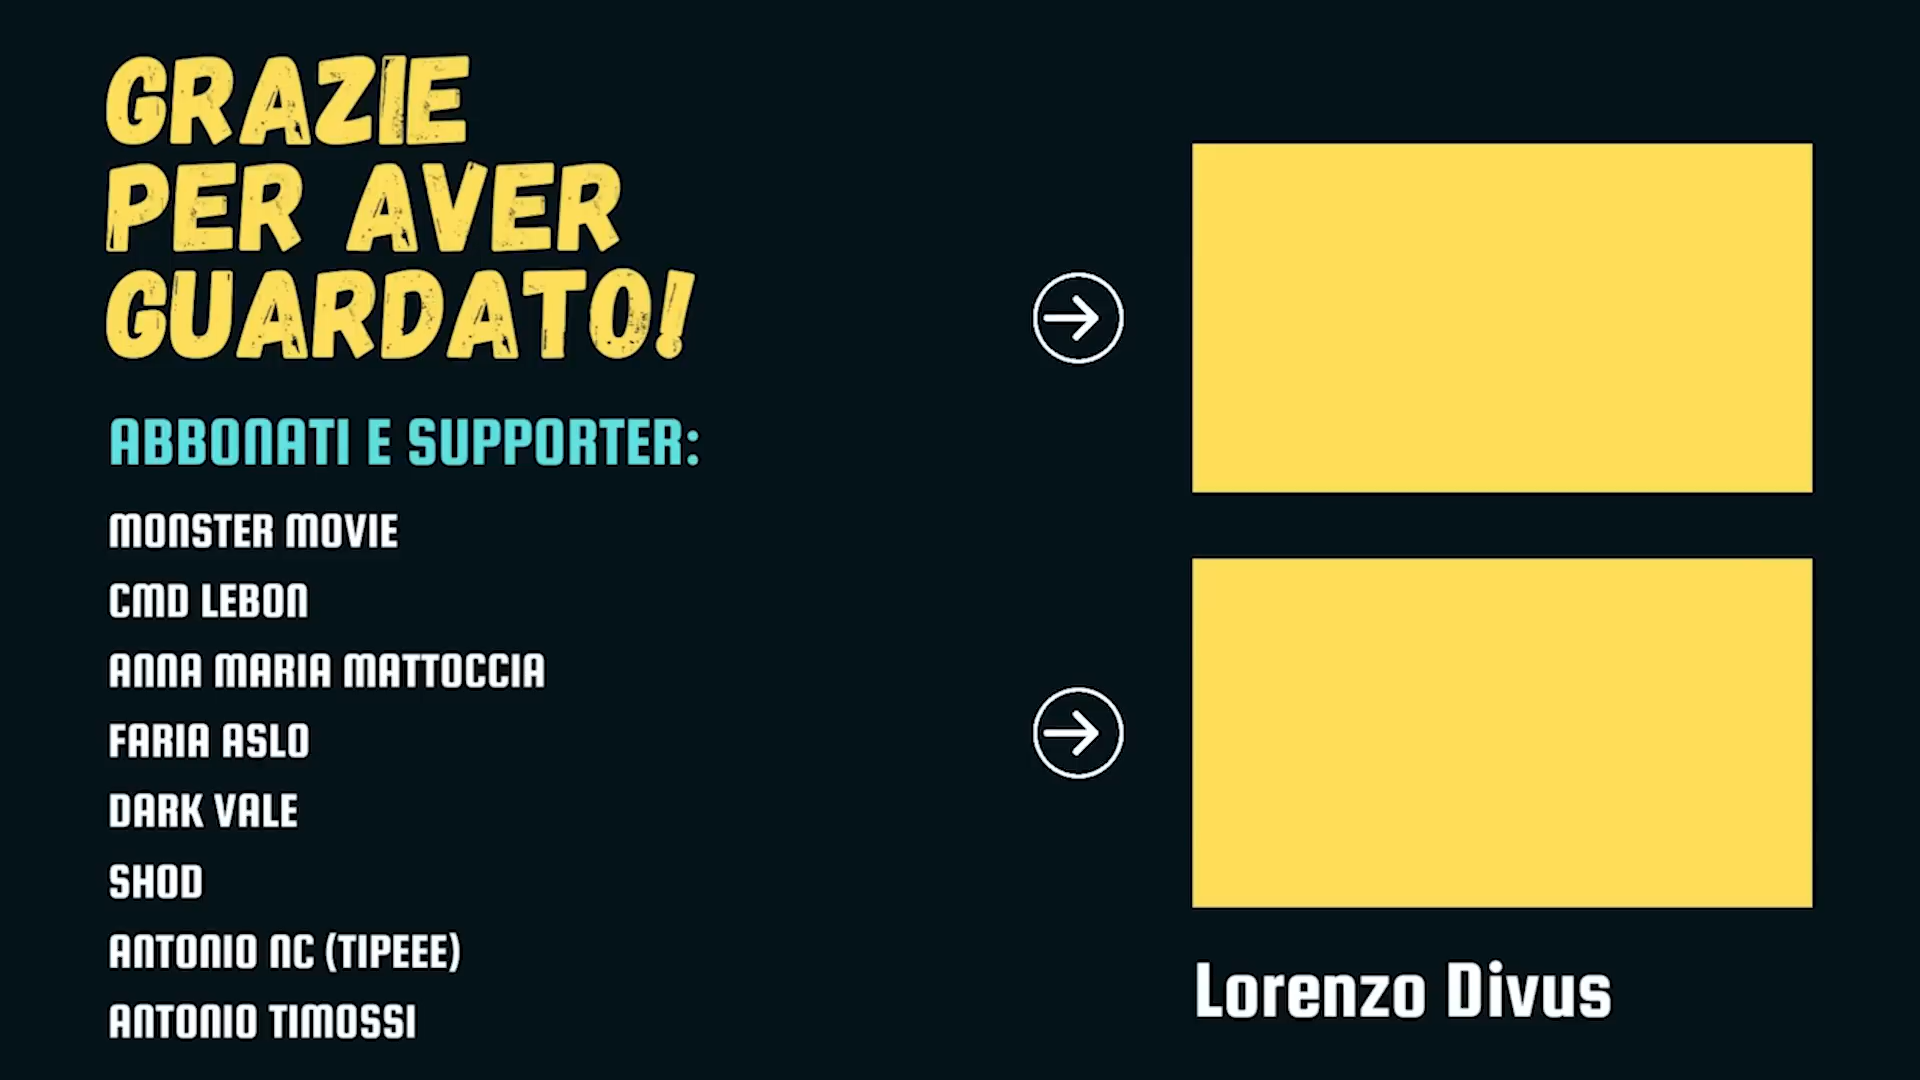 GRAZIE
PER AVER
GUARDATO!
ABBONATI E SUPPORTER:
MONSTER MOVIE
CMD LEBON
ANNA MARIA MATTOCCIA
FARIA ASLO
DARK VALE
SHOD
ANTONIO NC (TIPEEE)
ANTONIO TIMOSSI
Lorenzo Divus